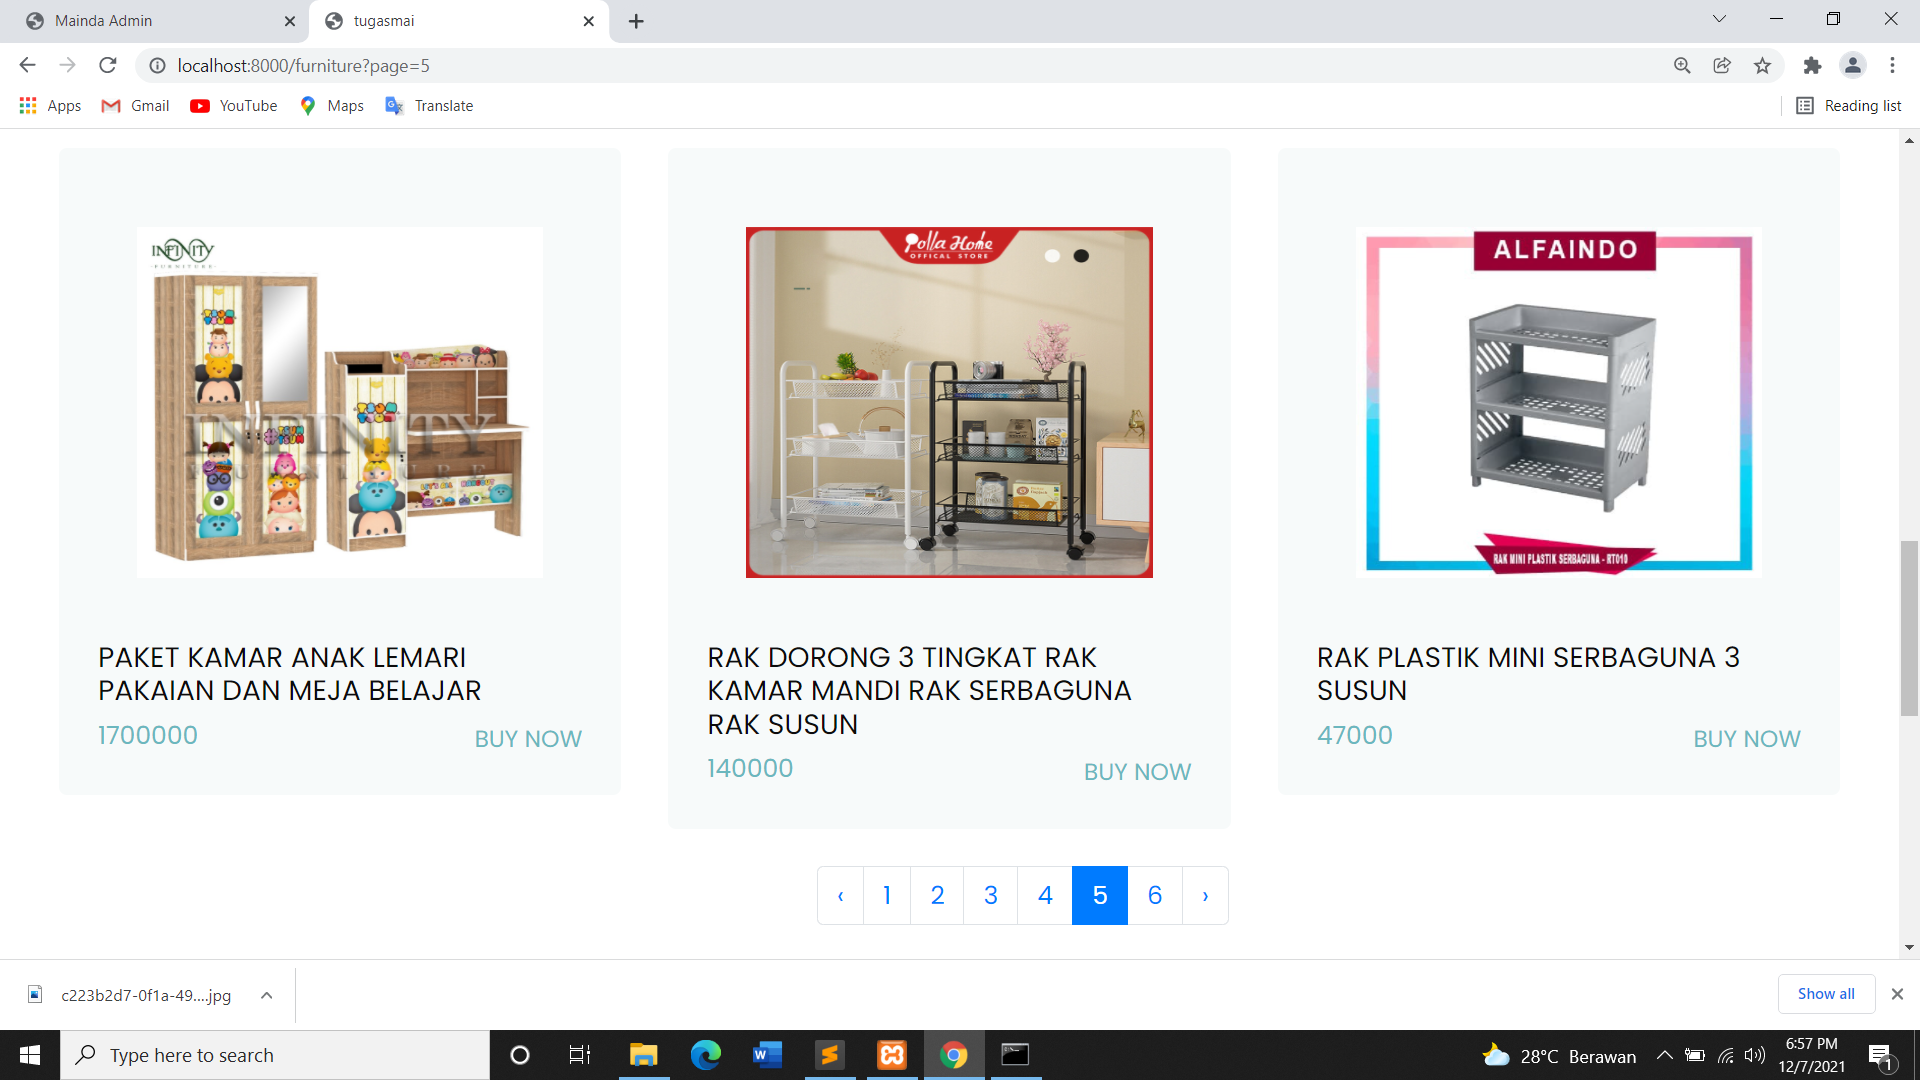 Mainda Admin
tugasmai
localhost:8000/furniture?page=5
Apps
Gmail
YouTube
Maps
Translate
Reading list
INFINITY
FURNITURE
INFINITY
FURNITURE
Polla Home
OFFICAL STORE
ALFAINDO
RAK MINI PLASTIK SERBAGUNA - RT010
PAKET KAMAR ANAK LEMARI
PAKAIAN DAN MEJA BELAJAR
1700000
BUY NOW
RAK DORONG 3 TINGKAT RAK
KAMAR MANDI RAK SERBAGUNA
RAK SUSUN
140000
BUY NOW
RAK PLASTIK MINI SERBAGUNA 3
SUSUN
47000
BUY NOW
‹ 1 2 3 4 5 6 ›
c223b2d7-0f1a-49....jpg
Show all
Type here to search
28°C Berawan
6:57 PM
12/7/2021
1